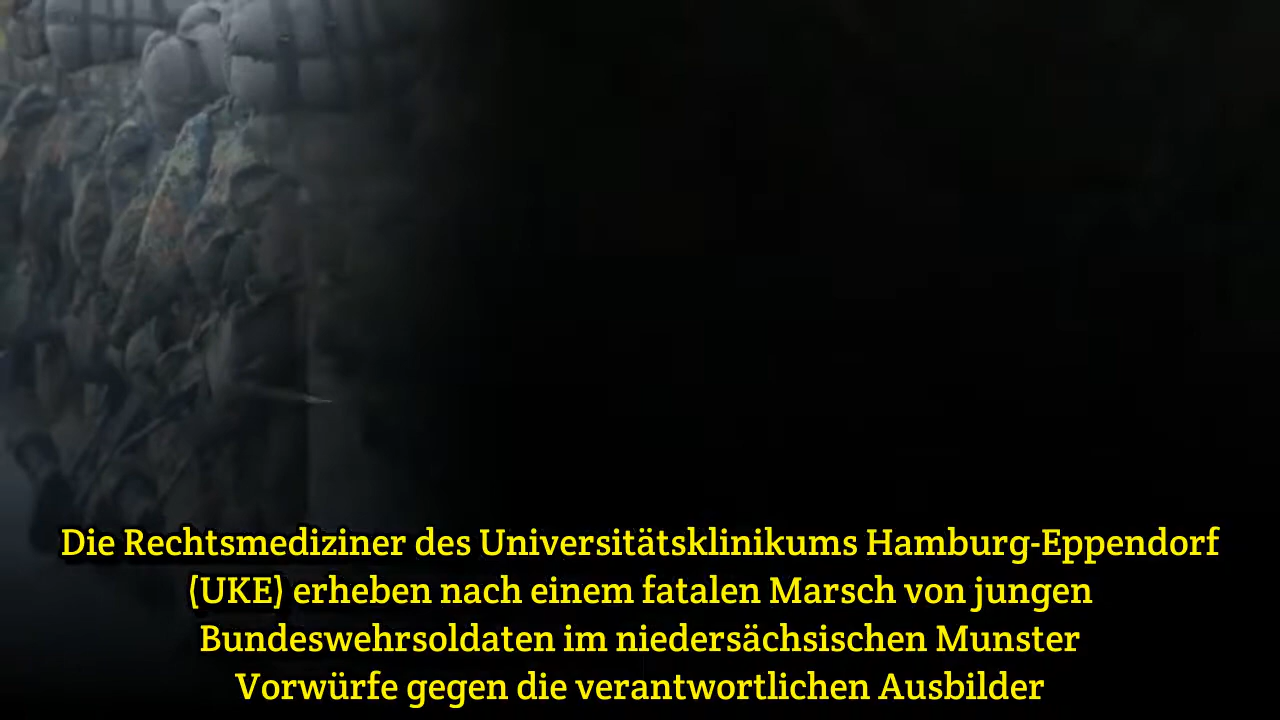 Die Rechtsmediziner des Universitätsklinikums Hamburg-Eppendorf
(UKE) erheben nach einem fatalen Marsch von jungen
Bundeswehrsoldaten im niedersächsischen Munster
Vorwürfe gegen die verantwortlichen Ausbilder